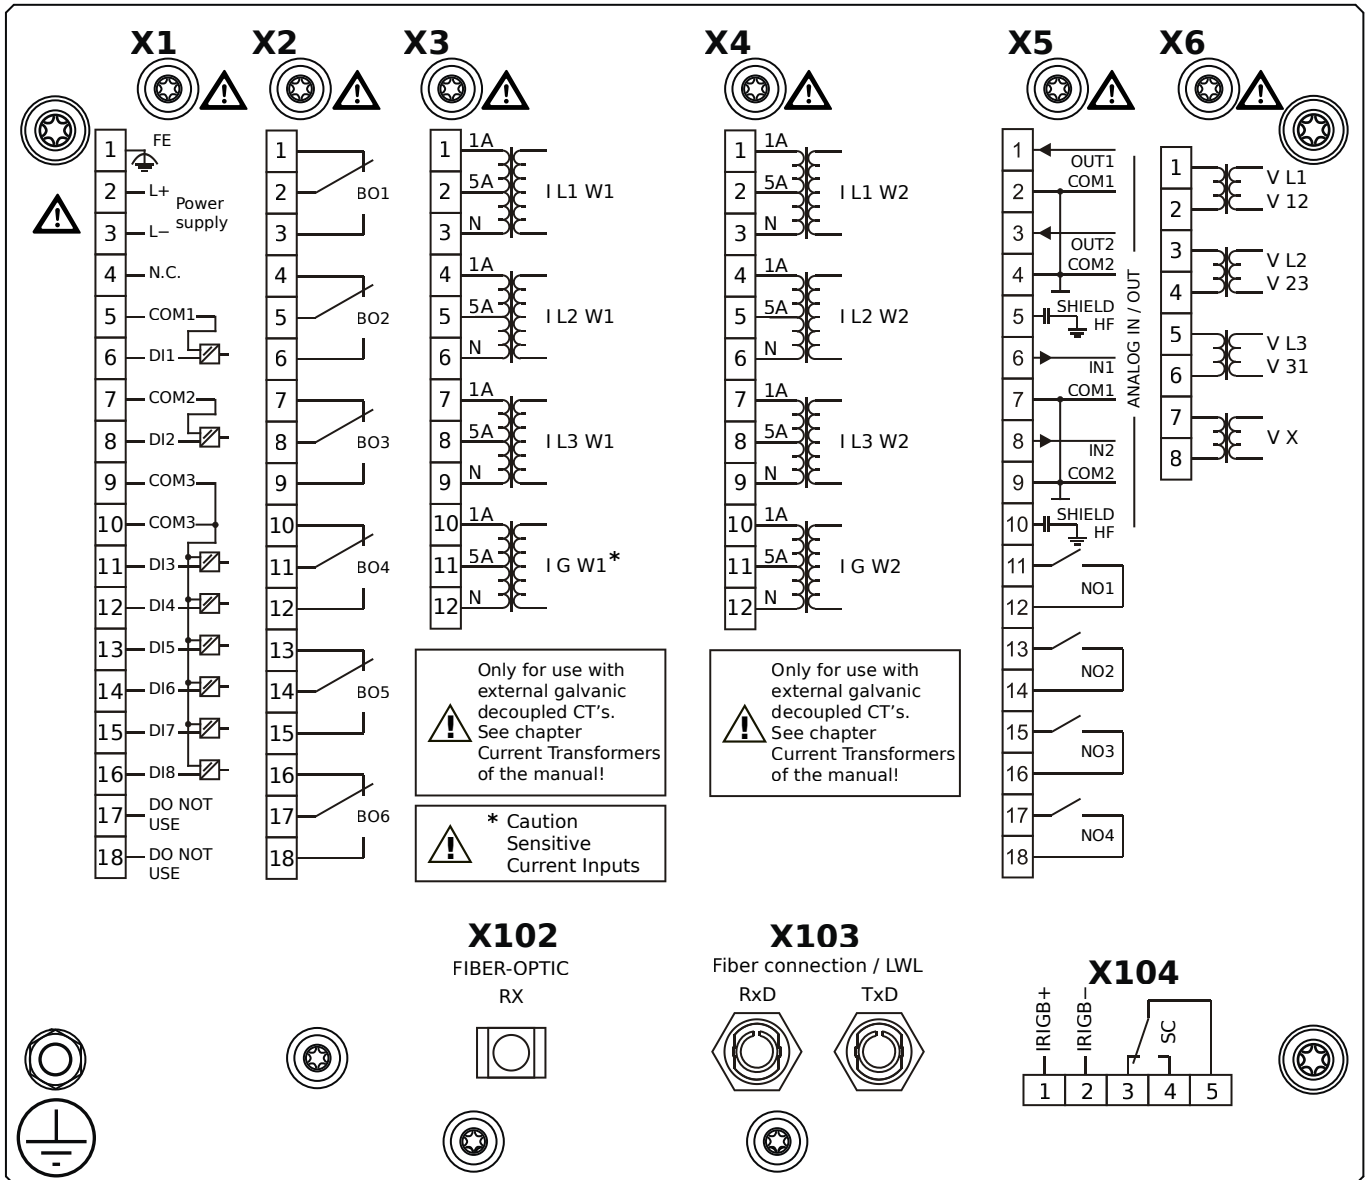 X1
X2
X3
X4
X5
X6
1
FE
2
L+
Power
supply
3
L−
4
N.C.
5
COM1
6
DI1
7
COM2
8
DI2
9
COM3
10
COM3
11
DI3
12
DI4
13
DI5
14
DI6
15
DI7
16
DI8
17
DO NOT
USE
18
DO NOT
USE
1
2
BO1
3
4
5
BO2
6
7
8
BO3
9
10
11
BO4
12
13
14
BO5
15
16
17
BO6
18
1
1A
2
5A
I L1 W1
3
N
4
1A
5
5A
I L2 W1
6
N
7
1A
8
5A
I L3 W1
9
N
10
1A
11
5A
I G W1*
12
N
Only for use with
external galvanic
decoupled CT's.
See chapter
Current Transformers
of the manual!
* Caution
Sensitive
Current Inputs
1
1A
2
5A
I L1 W2
3
N
4
1A
5
5A
I L2 W2
6
N
7
1A
8
5A
I L3 W2
9
N
10
1A
11
5A
I G W2
12
N
Only for use with
external galvanic
decoupled CT's.
See chapter
Current Transformers
of the manual!
1
OUT1
2
COM1
3
OUT2
4
COM2
5
SHIELD
HF
6
IN1
7
COM1
8
IN2
9
COM2
10
SHIELD
HF
ANALOG IN / OUT
11
NO1
12
13
NO2
14
15
NO3
16
17
NO4
18
1
V L1
2
V 12
3
V L2
4
V 23
5
V L3
6
V 31
7
V X
8
X102
FIBER-OPTIC
RX
X103
Fiber connection / LWL
RxD TxD
X104
IRIGB+
IRIGB−
SC
1 2 3 4 5